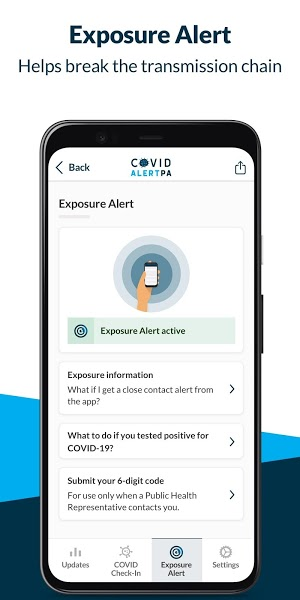 Exposure Alert
Helps break the transmission chain
Back
COVID
ALERTPA
Exposure Alert
Exposure Alert active
Exposure information
What if I get a close contact alert from
the app?
What to do if you tested positive for
COVID-19?
Submit your 6-digit code
For use only when a Public Health
Representative contacts you.
Updates
COVID
Check-In
Exposure
Alert
Settings